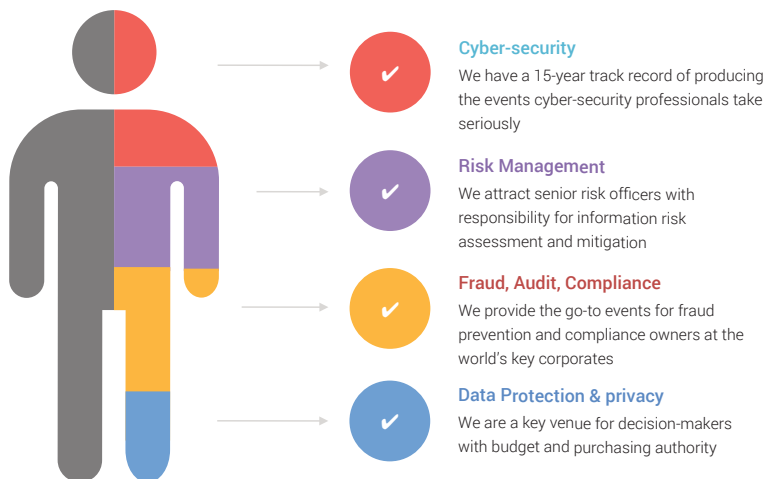 Cyber-security
We have a 15-year track record of producing
the events cyber-security professionals take
seriously
Risk Management
We attract senior risk officers with
responsibility for information risk
assessment and mitigation
Fraud, Audit, Compliance
We provide the go-to events for fraud
prevention and compliance owners at the
world's key corporates
Data Protection & privacy
We are a key venue for decision-makers
with budget and purchasing authority